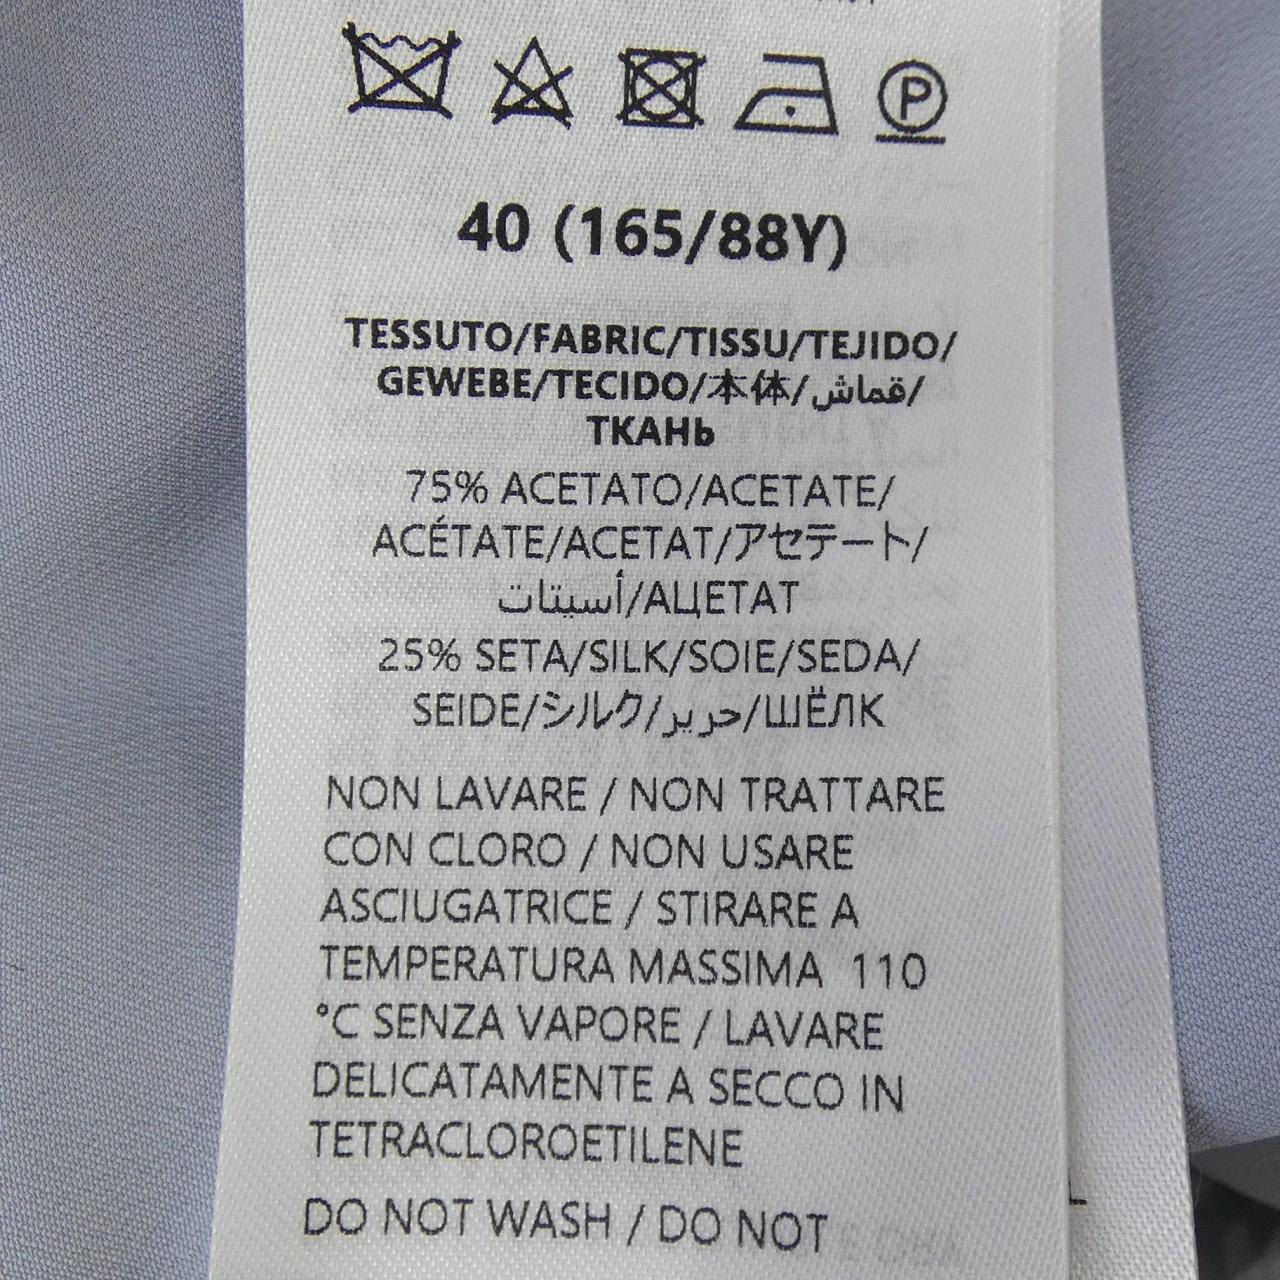 P
40 (165/88Y)
TESSUTO/FABRIC/TISSU/TEJIDO/
GEWEBE/TECIDO/本体/قماش/
ТКАНЬ
75% ACETATO/ACETATE/
ACÉTATE/ACETAT/アセテート/
أسيتات/АЦЕТАТ
25% SETA/SILK/SOIE/SEDA/
SEIDE/シルク/حرير/ШЁЛК
NON LAVARE / NON TRATTARE
CON CLORO / NON USARE
ASCIUGATRICE / STIRARE A
TEMPERATURA MASSIMA 110
°C SENZA VAPORE / LAVARE
DELICATAMENTE A SECCO IN
TETRACLOROETILENE
DO NOT WASH / DO NOT